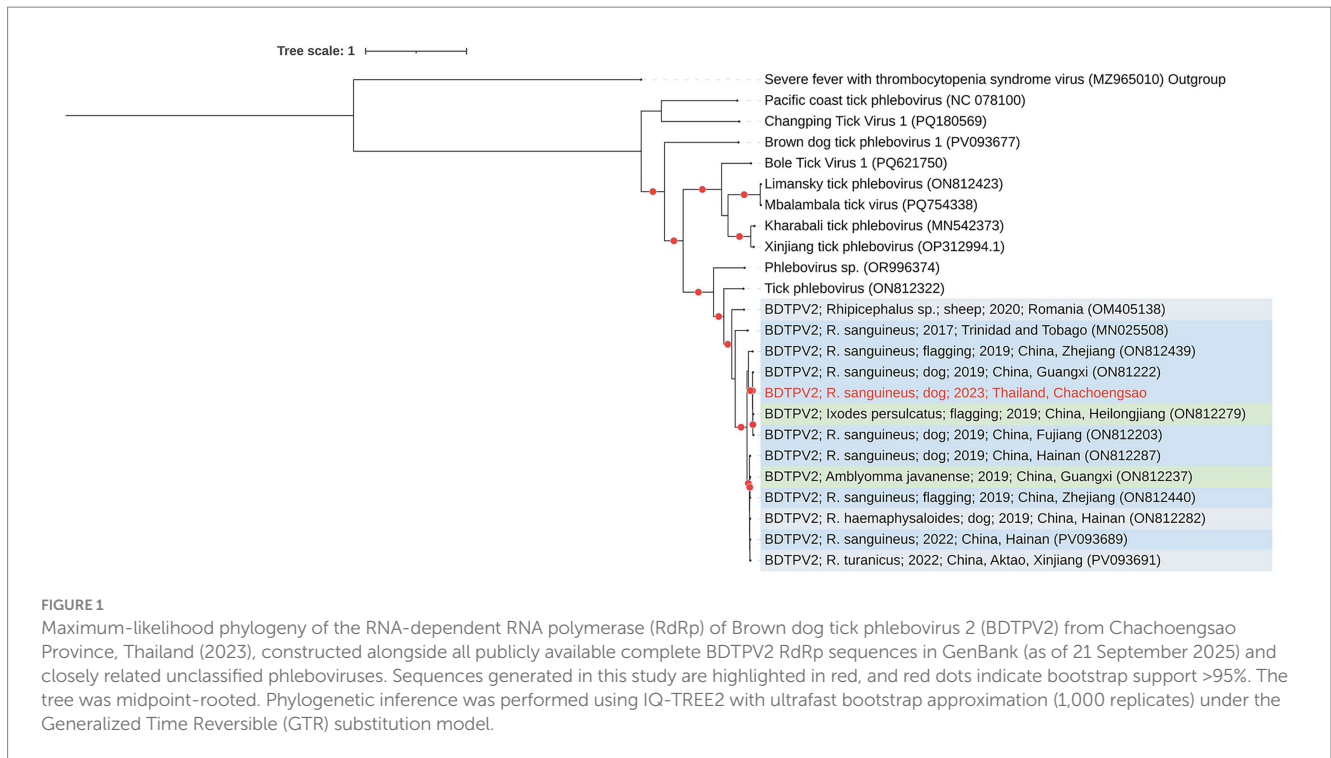 Tree scale: 1
Severe fever with thrombocytopenia syndrome virus (MZ965010) Outgroup
Pacific coast tick phlebovirus (NC 078100)
Changping Tick Virus 1 (PQ180569)
Brown dog tick phlebovirus 1 (PV093677)
Bole Tick Virus 1 (PQ621750)
Limansky tick phlebovirus (ON812423)
Mbalambala tick virus (PQ754338)
Kharabali tick phlebovirus (MN542373)
Xinjiang tick phlebovirus (OP312994.1)
Phlebovirus sp. (OR996374)
Tick phlebovirus (ON812322)
BDTPV2; Rhipicephalus sp.; sheep; 2020; Romania (OM405138)
BDTPV2; R. sanguineus; 2017; Trinidad and Tobago (MN025508)
BDTPV2; R. sanguineus; flagging; 2019; China, Zhejiang (ON812439)
BDTPV2; R. sanguineus; dog; 2019; China, Guangxi (ON81222)
BDTPV2; R. sanguineus; dog; 2023; Thailand, Chachoengsao
BDTPV2; Ixodes persulcatus; flagging; 2019; China, Heilongjiang (ON812279)
BDTPV2; R. sanguineus; dog; 2019; China, Fujiang (ON812203)
BDTPV2; R. sanguineus; dog; 2019; China, Hainan (ON812287)
BDTPV2; Amblyomma javanense; 2019; China, Guangxi (ON812237)
BDTPV2; R. sanguineus; flagging; 2019; China, Zhejiang (ON812440)
BDTPV2; R. haemaphysaloides; dog; 2019; China, Hainan (ON812282)
BDTPV2; R. sanguineus; 2022; China, Hainan (PV093689)
BDTPV2; R. turanicus; 2022; China, Aktao, Xinjiang (PV093691)
FIGURE 1
Maximum-likelihood phylogeny of the RNA-dependent RNA polymerase (RdRp) of Brown dog tick phlebovirus 2 (BDTPV2) from Chachoengsao
Province, Thailand (2023), constructed alongside all publicly available complete BDTPV2 RdRp sequences in GenBank (as of 21 September 2025) and
closely related unclassified phleboviruses. Sequences generated in this study are highlighted in red, and red dots indicate bootstrap support >95%. The
tree was midpoint-rooted. Phylogenetic inference was performed using IQ-TREE2 with ultrafast bootstrap approximation (1,000 replicates) under the
Generalized Time Reversible (GTR) substitution model.